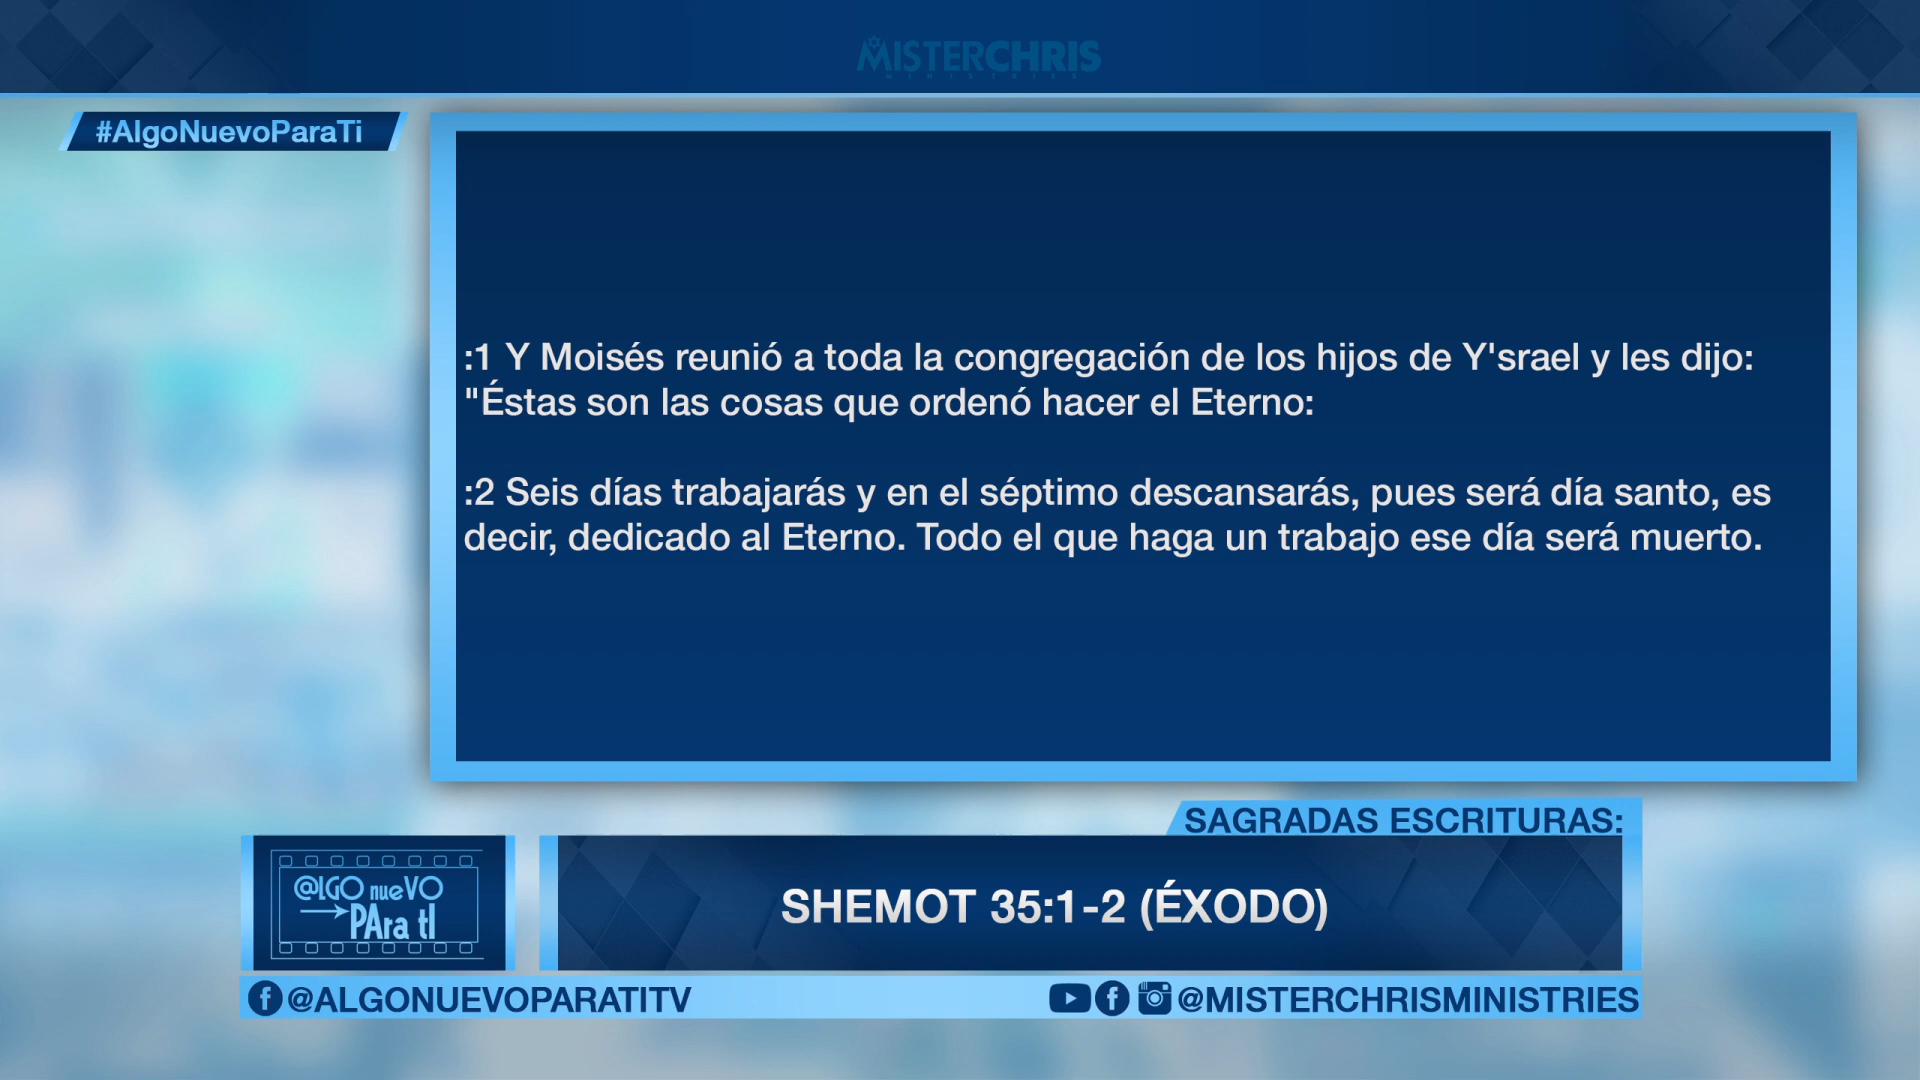 MISTERCHRIS
MINISTRIES
#AlgoNuevoParaTi
:1 Y Moisés reunió a toda la congregación de los hijos de Y'srael y les dijo:
"Éstas son las cosas que ordenó hacer el Eterno:
:2 Seis días trabajarás y en el séptimo descansarás, pues será día santo, es
decir, dedicado al Eterno. Todo el que haga un trabajo ese día será muerto.
SAGRADAS ESCRITURAS:
@lGO nueVO
PAra tI
SHEMOT 35:1-2 (ÉXODO)
@ALGONUEVOPARATITV
@MISTERCHRISMINISTRIES